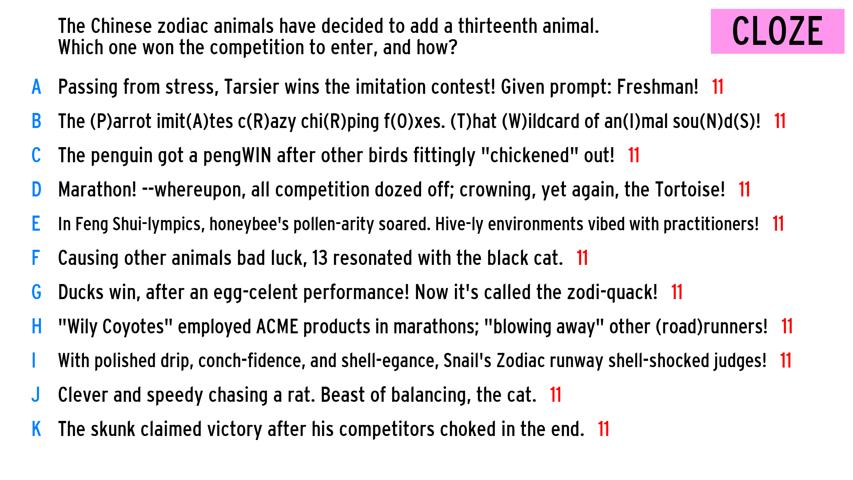 The Chinese zodiac animals have decided to add a thirteenth animal.
Which one won the competition to enter, and how?
CLOZE
A Passing from stress, Tarsier wins the imitation contest! Given prompt: Freshman! 11
B The (P)arrot imit(A)tes c(R)azy chi(R)ping f(O)xes. (T)hat (W)ildcard of an(I)mal sou(N)d(S)! 11
C The penguin got a pengWIN after other birds fittingly "chickened" out! 11
D Marathon! --whereupon, all competition dozed off; crowning, yet again, the Tortoise! 11
E In Feng Shui-lympics, honeybee's pollen-arity soared. Hive-ly environments vibed with practitioners! 11
F Causing other animals bad luck, 13 resonated with the black cat. 11
G Ducks win, after an egg-celent performance! Now it's called the zodi-quack! 11
H "Wily Coyotes" employed ACME products in marathons; "blowing away" other (road)runners! 11
I With polished drip, conch-fidence, and shell-egance, Snail's Zodiac runway shell-shocked judges! 11
J Clever and speedy chasing a rat. Beast of balancing, the cat. 11
K The skunk claimed victory after his competitors choked in the end. 11